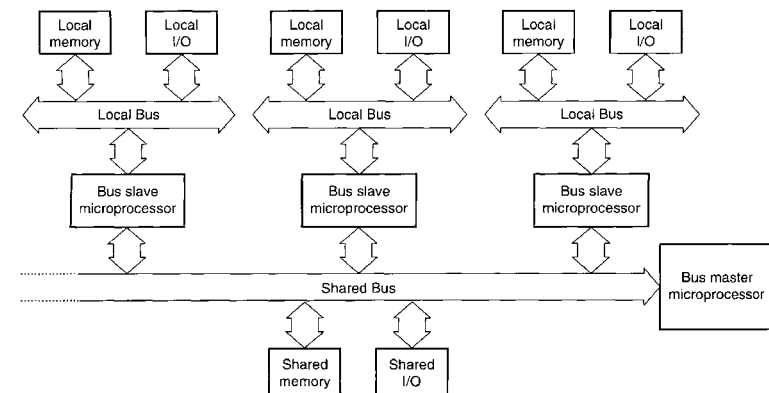 Local
memory
Local
I/O
Local
memory
Local
I/O
Local
memory
Local
I/O
Local Bus
Local Bus
Local Bus
Bus slave
microprocessor
Bus slave
microprocessor
Bus slave
microprocessor
Shared Bus
Bus master
microprocessor
Shared
memory
Shared
I/O